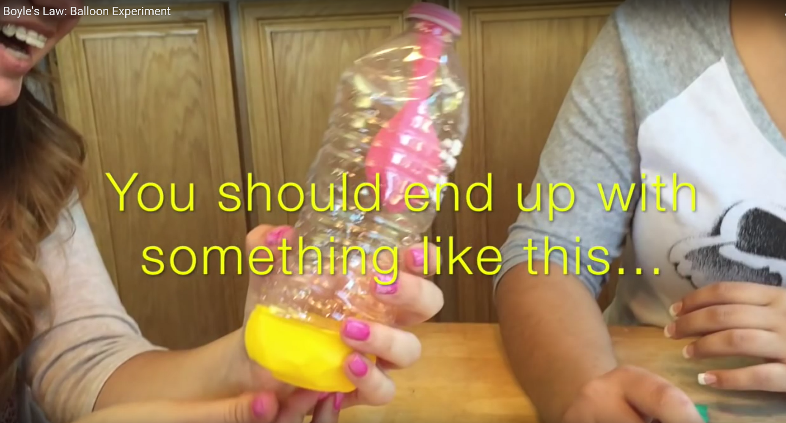 Boyle's Law: Balloon Experiment
You should end up with
something like this...